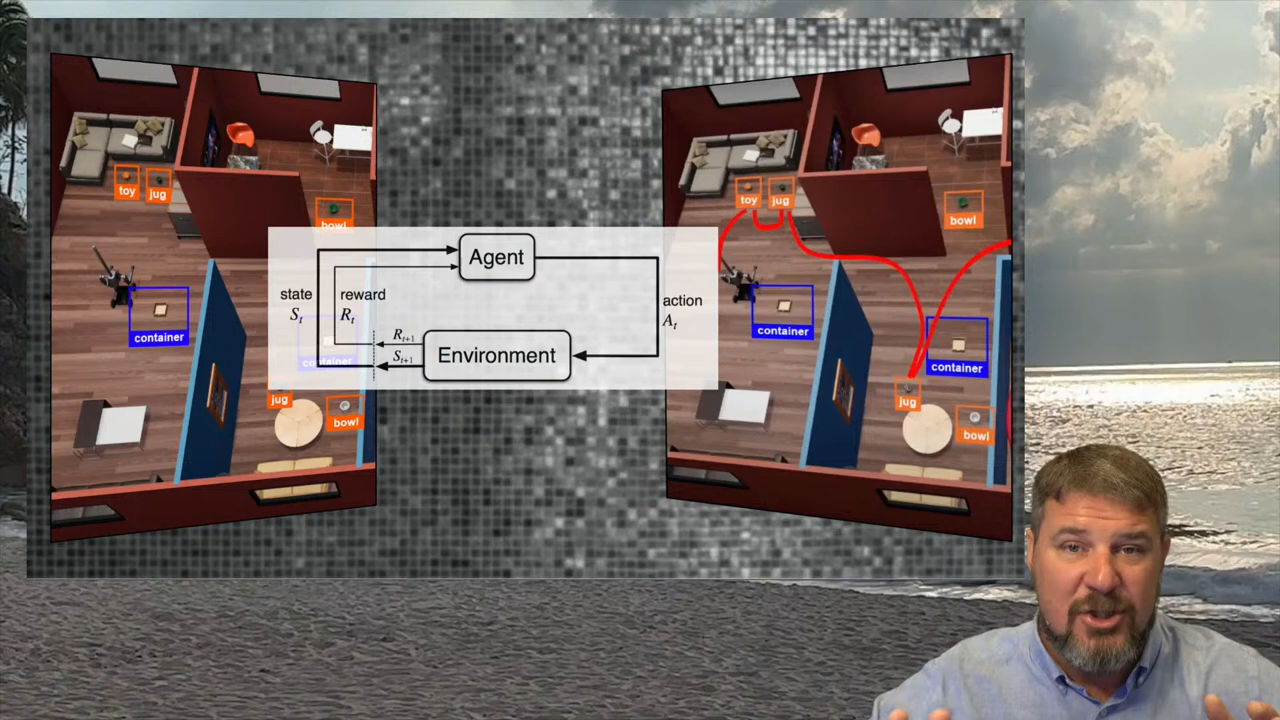 toy
jug
bowl
container
container
jug
bowl
Agent
state
S_t
reward
R_t
R_{t+1}
S_{t+1}
Environment
action
A_t
toy
jug
bowl
container
container
jug
bowl